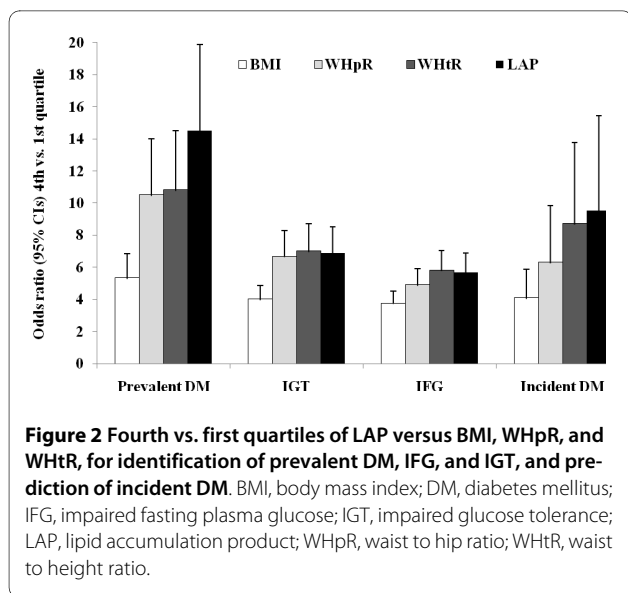 20
18
16
14
12
10
8
6
4
2
0
Odds ratio (95% CIs) 4th vs. 1st quartile
BMI WHpR WHtR LAP
Prevalent DM IGT IFG Incident DM
Figure 2 Fourth vs. first quartiles of LAP versus BMI, WHpR, and
WHtR, for identification of prevalent DM, IFG, and IGT, and pre-
diction of incident DM. BMI, body mass index; DM, diabetes mellitus;
IFG, impaired fasting plasma glucose; IGT, impaired glucose tolerance;
LAP, lipid accumulation product; WHpR, waist to hip ratio; WHtR, waist
to height ratio.